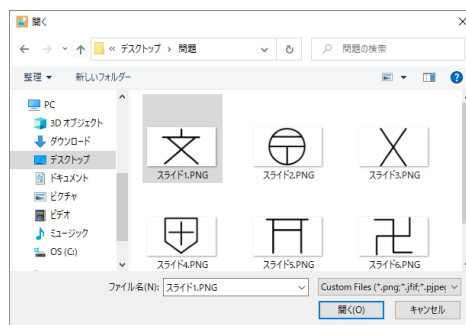 開く
« デスクトップ › 問題
問題の検索
整理 ▼ 新しいフォルダー
PC
3D オブジェクト
ダウンロード
デスクトップ
ドキュメント
ピクチャ
ビデオ
ミュージック
OS (C:)
スライド1.PNG
スライド2.PNG
スライド3.PNG
スライド4.PNG
スライド5.PNG
スライド6.PNG
ファイル名(N): スライド1.PNG
Custom Files (*.png;*.jfif;*.pjpec
開く(O) キャンセル